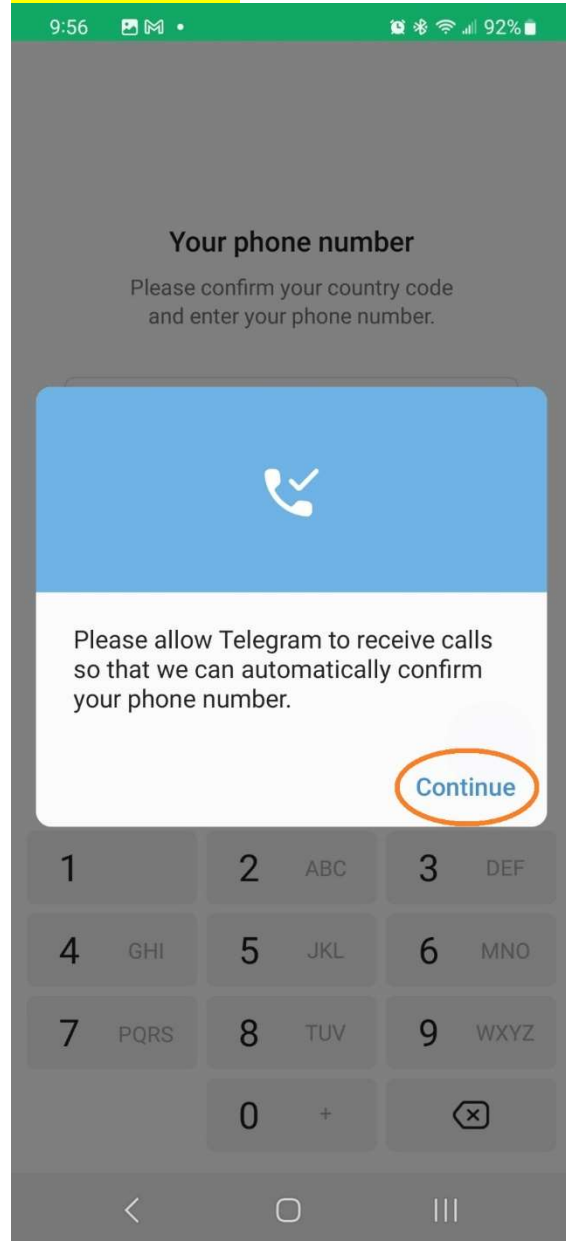 9:56 92%
Your phone number
Please confirm your country code
and enter your phone number.
Please allow Telegram to receive calls
so that we can automatically confirm
your phone number.
Continue
1 2 ABC 3 DEF
4 GHI 5 JKL 6 MNO
7 PQRS 8 TUV 9 WXYZ
0 +